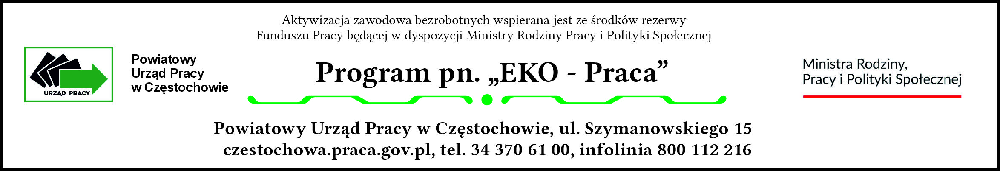 Aktywizacja zawodowa bezrobotnych wspierana jest ze środków rezerwy
Funduszu Pracy będącej w dyspozycji Ministry Rodziny Pracy i Polityki Społecznej
URZĄD PRACY
Powiatowy
Urząd Pracy
w Częstochowie
Program pn. „EKO - Praca”
Ministra Rodziny,
Pracy i Polityki Społecznej
Powiatowy Urząd Pracy w Częstochowie, ul. Szymanowskiego 15
czestochowa.praca.gov.pl, tel. 34 370 61 00, infolinia 800 112 216